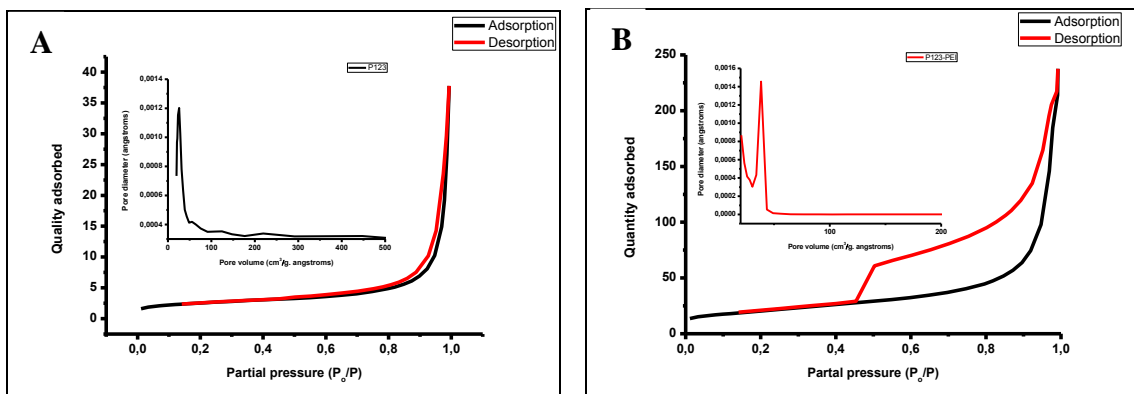 A
Adsorption
Desorption
P123
Quality adsorbed
40
35
30
25
20
15
10
5
0
0,0 0,2 0,4 0,6 0,8 1,0
Partial pressure (Po/P)
Pore diameter (angstroms)
0,0014
0,0012
0,0010
0,0008
0,0006
0,0004
0 100 200 300 400 500
Pore volume (cm³/g. angstroms)
B
Adsorption
Desorption
P123-PEI
Quantity adsorbed
250
200
150
100
50
0
0,0 0,2 0,4 0,6 0,8 1,0
Partal pressure (Po/P)
Pore diameter (angstroms)
0,0016
0,0014
0,0012
0,0010
0,0008
0,0006
0,0004
0,0002
0,0000
200
Pore volume (cm³/g. angstroms)